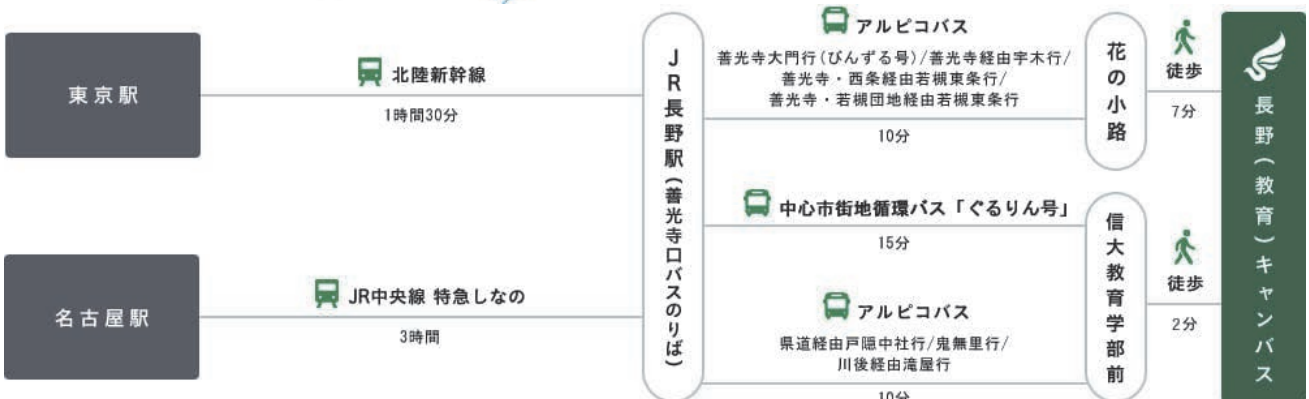 東京駅
北陸新幹線
1時間30分
名古屋駅
JR中央線 特急しなの
3時間
JR長野駅(善光寺口バスのりば)
アルピコバス
善光寺大門行(びんずる号)/善光寺経由宇木行/
善光寺・西条経由若槻東条行/
善光寺・若槻団地経由若槻東条行
10分
花の小路
徒歩
7分
中心市街地循環バス「ぐるりん号」
15分
アルピコバス
県道経由戸隠中社行/鬼無里行/
川後経由滝屋行
10分
信大教育学部前
徒歩
2分
長野(教育)キャンパス